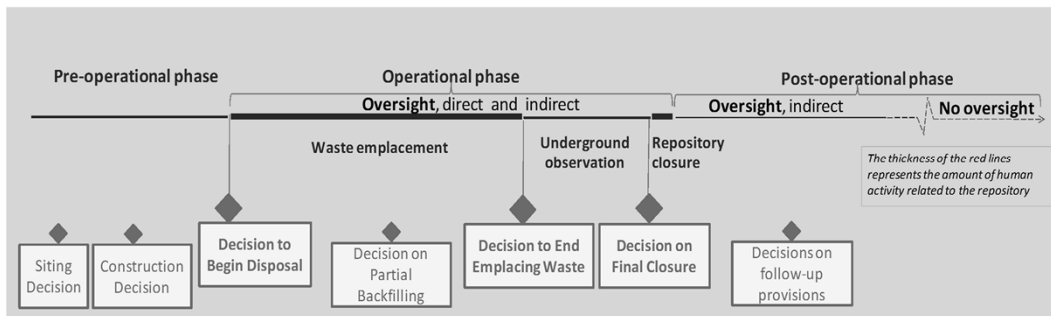 Pre-operational phase
Operational phase
Post-operational phase
Oversight, direct and indirect
Oversight, indirect
No oversight
Waste emplacement
Underground
observation
Repository
closure
The thickness of the red lines
represents the amount of human
activity related to the repository
Siting
Decision
Construction
Decision
Decision to
Begin Disposal
Decision on
Partial
Backfilling
Decision to End
Emplacing Waste
Decision on
Final Closure
Decisions on
follow-up
provisions